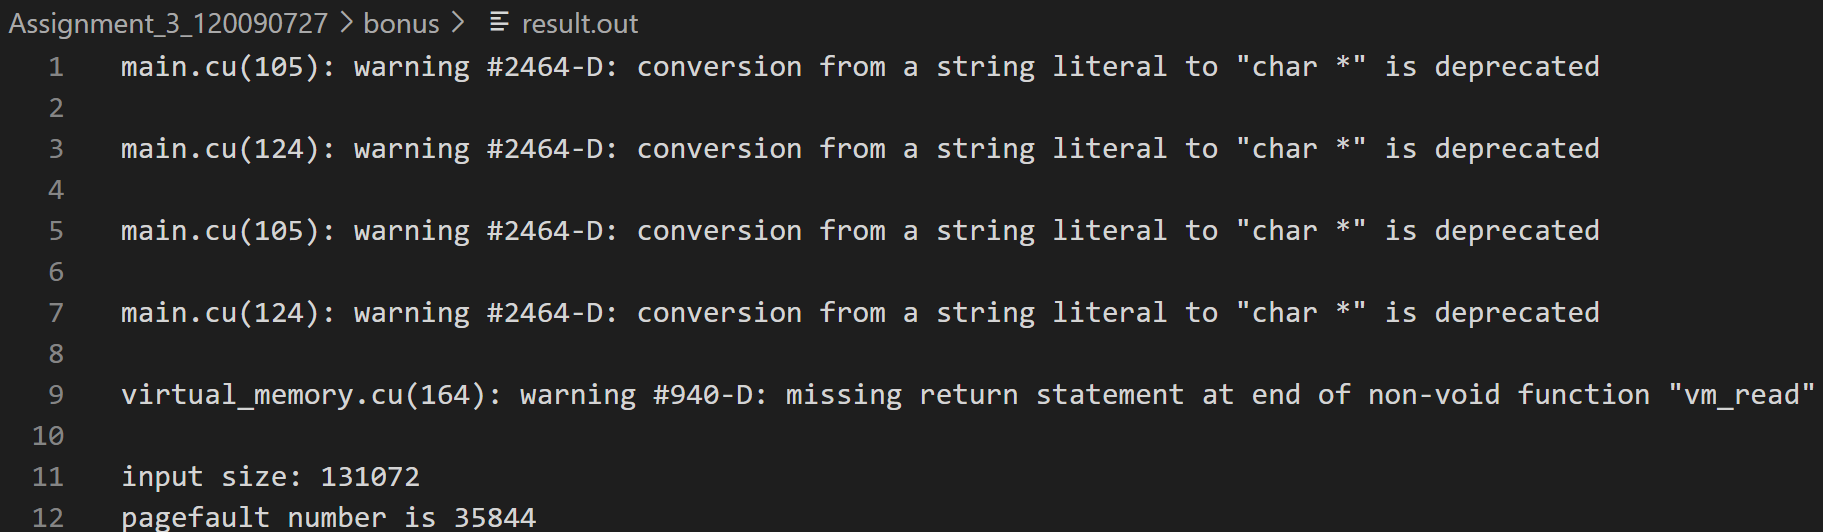 Assignment_3_120090727 > bonus > result.out
1 main.cu(105): warning #2464-D: conversion from a string literal to "char *" is deprecated
2
3 main.cu(124): warning #2464-D: conversion from a string literal to "char *" is deprecated
4
5 main.cu(105): warning #2464-D: conversion from a string literal to "char *" is deprecated
6
7 main.cu(124): warning #2464-D: conversion from a string literal to "char *" is deprecated
8
9 virtual_memory.cu(164): warning #940-D: missing return statement at end of non-void function "vm_read"
10
11 input size: 131072
12 pagefault number is 35844